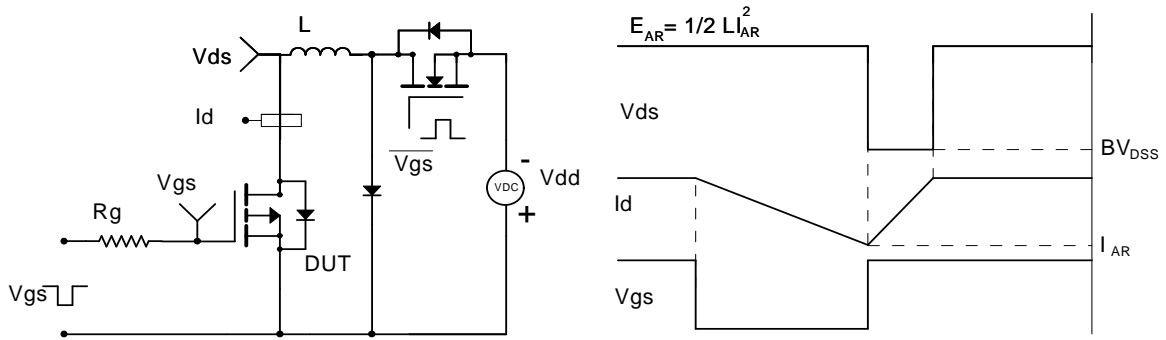 L
Vds
Id
Vgs
Rg
DUT
Vgs
Vgs
VDC
-
+
Vdd
E_AR = 1/2 LI_AR^2
Vds
BV_DSS
Id
I_AR
Vgs